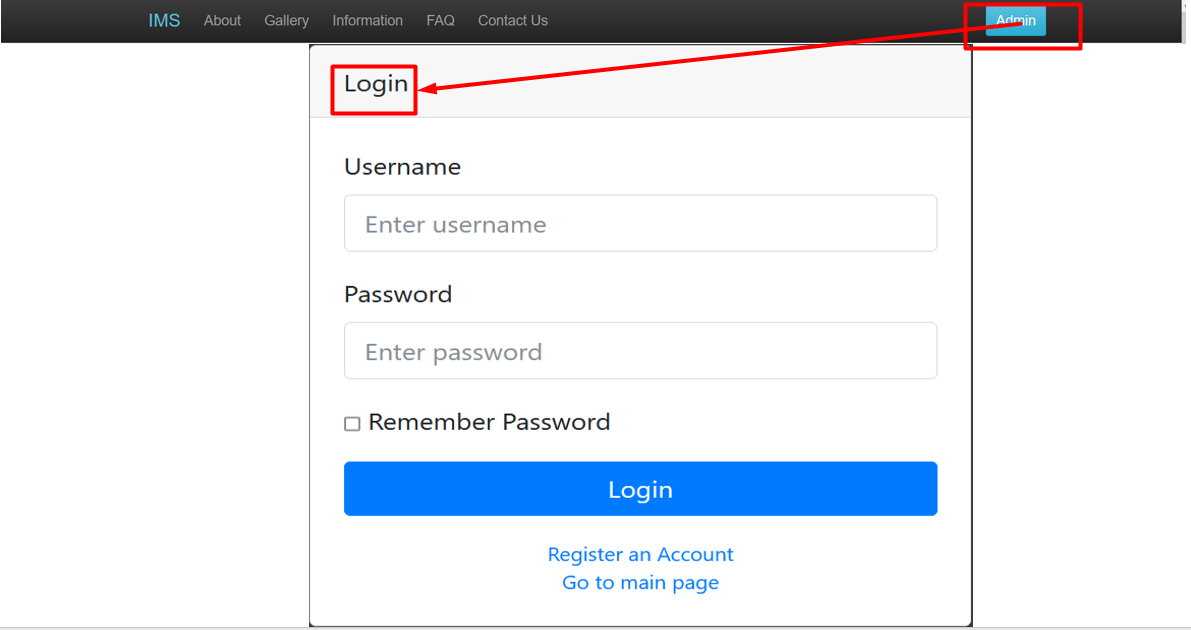 IMS About Gallery Information FAQ Contact Us Admin
Login
Username
Enter username
Password
Enter password
Remember Password
Login
Register an Account
Go to main page